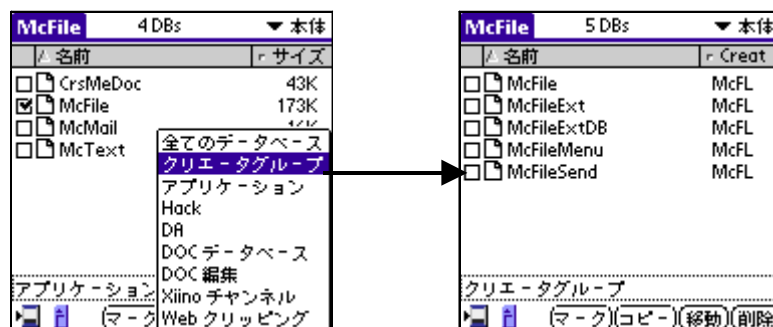 McFile 4 DBs ▼ 本体
名前 サイズ
CrsMeDoc 43K
McFile 173K
McMail
McText
全てのデータベース
クリエータグループ
アプリケーション
Hack
DA
DOC データベース
DOC 編集
Xiino チャンネル
Web クリッピング
アプリケーション
マーク
McFile 5 DBs ▼ 本体
名前 Creat
McFile McFL
McFileExt McFL
McFileExtDB McFL
McFileMenu McFL
McFileSend McFL
クリエータグループ
マーク コピー 移動 削除